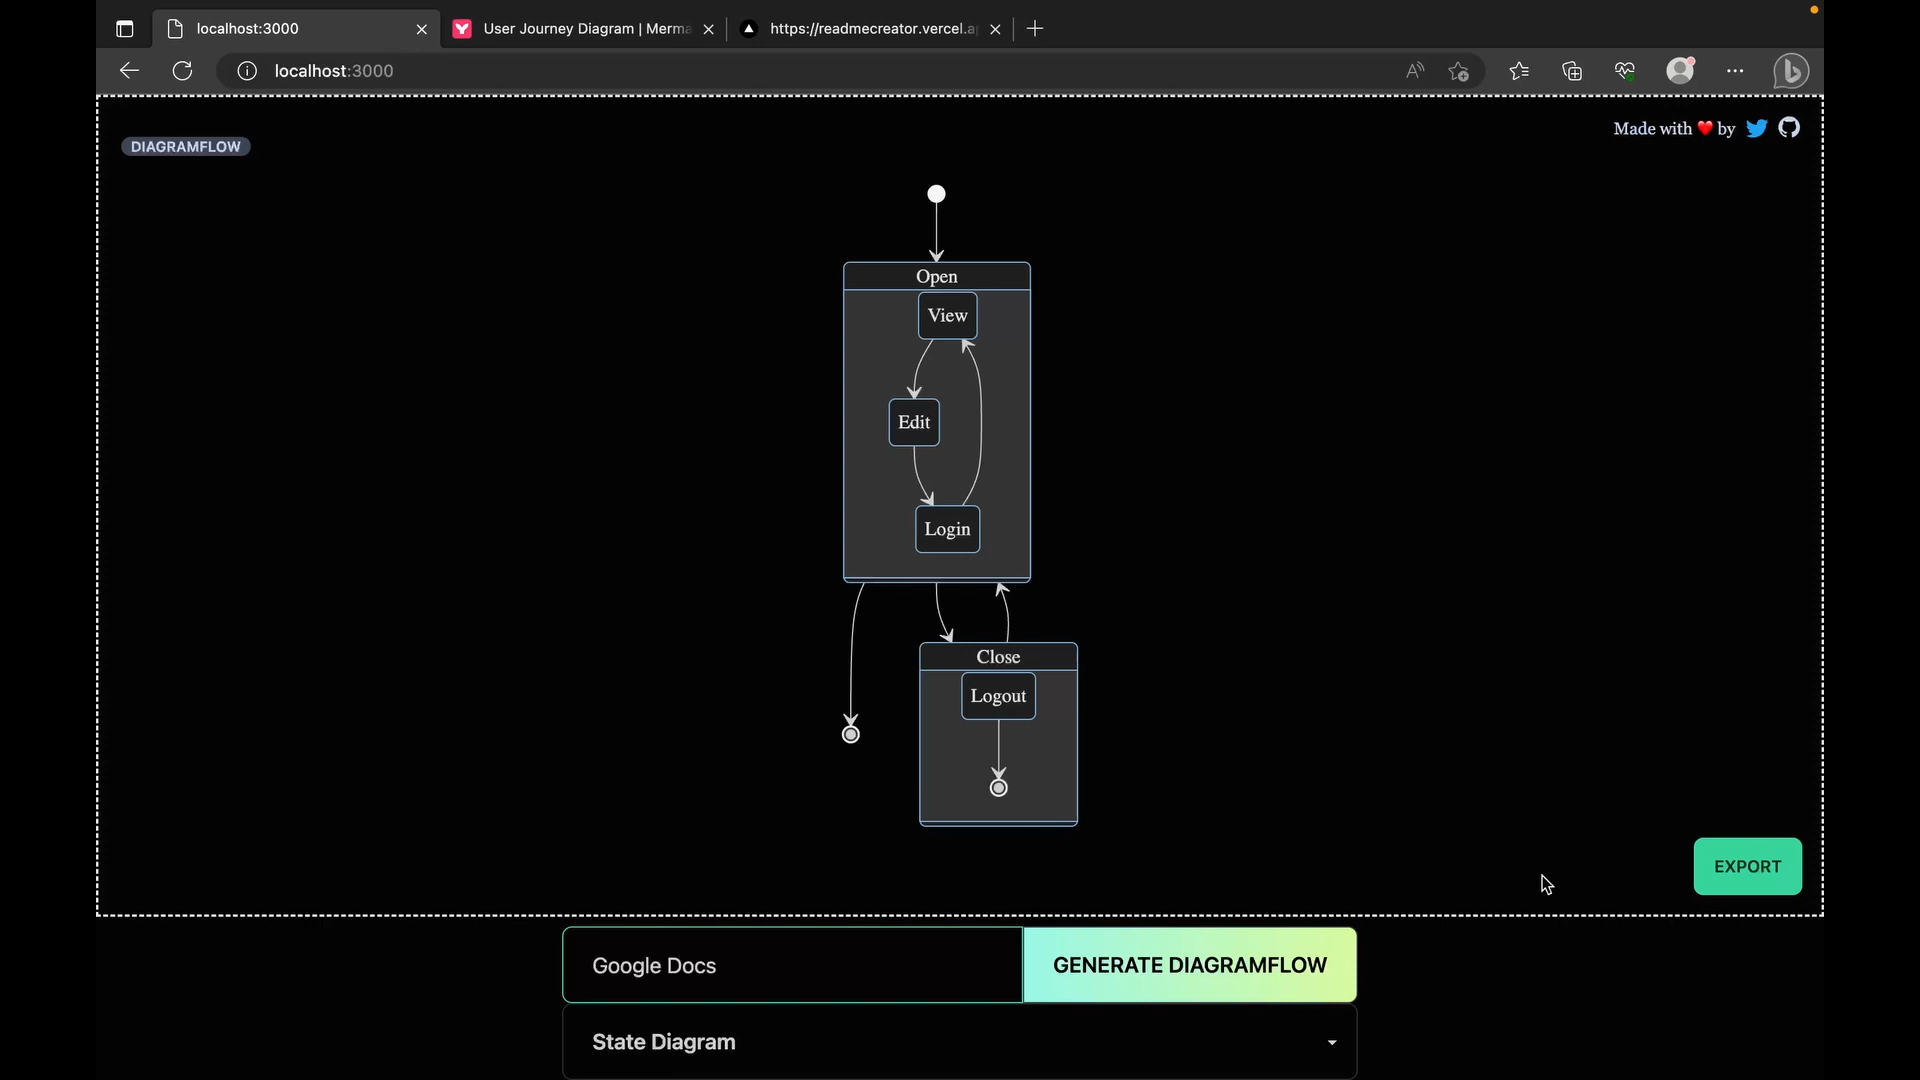 localhost:3000
User Journey Diagram | Merma
https://readmecreator.vercel.a
localhost:3000
DIAGRAMFLOW
Made with ❤️ by
Open
View
Edit
Login
Close
Logout
EXPORT
Google Docs
GENERATE DIAGRAMFLOW
State Diagram